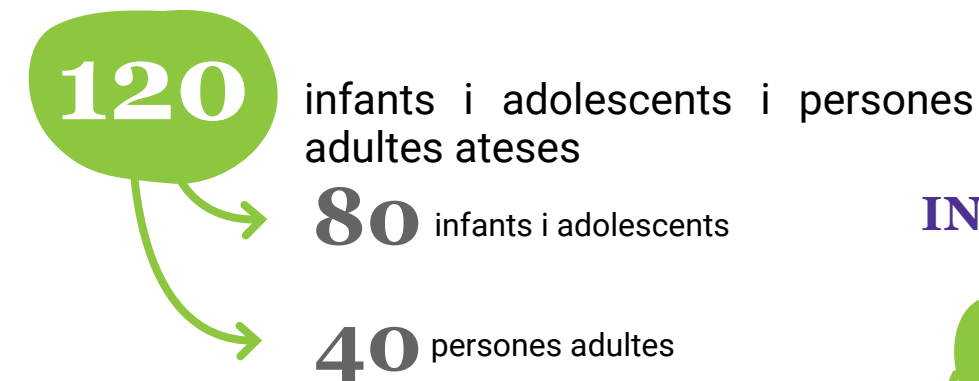 120
infants i adolescents i persones
adultes ateses
80 infants i adolescents
IN
40 persones adultes